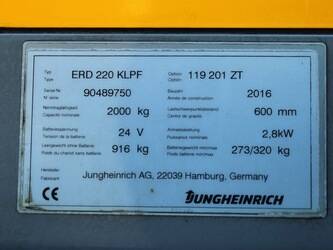 Typ ERD 220 KLPF Option 119 201 ZT
Type Option
Serien-Nr. 90489750 Baujahr 2016
N° série Année de construction
Nenntragfähigkeit 2000 kg Lastschwerpunktabstand 600 mm
Capacité nominale Centre de gravité
Batteriespannung 24 V Antriebsleistung 2,8kW
Tension de la batterie Puissance motrice
Leergewicht ohne Batterie 916 kg Batteriegewicht min/max 273/320 kg
Poids du chariot sans batterie Poids batterie min/max
Hersteller Jungheinrich AG, 22039 Hamburg, Germany
Fabricant
CE JUNGHEINRICH